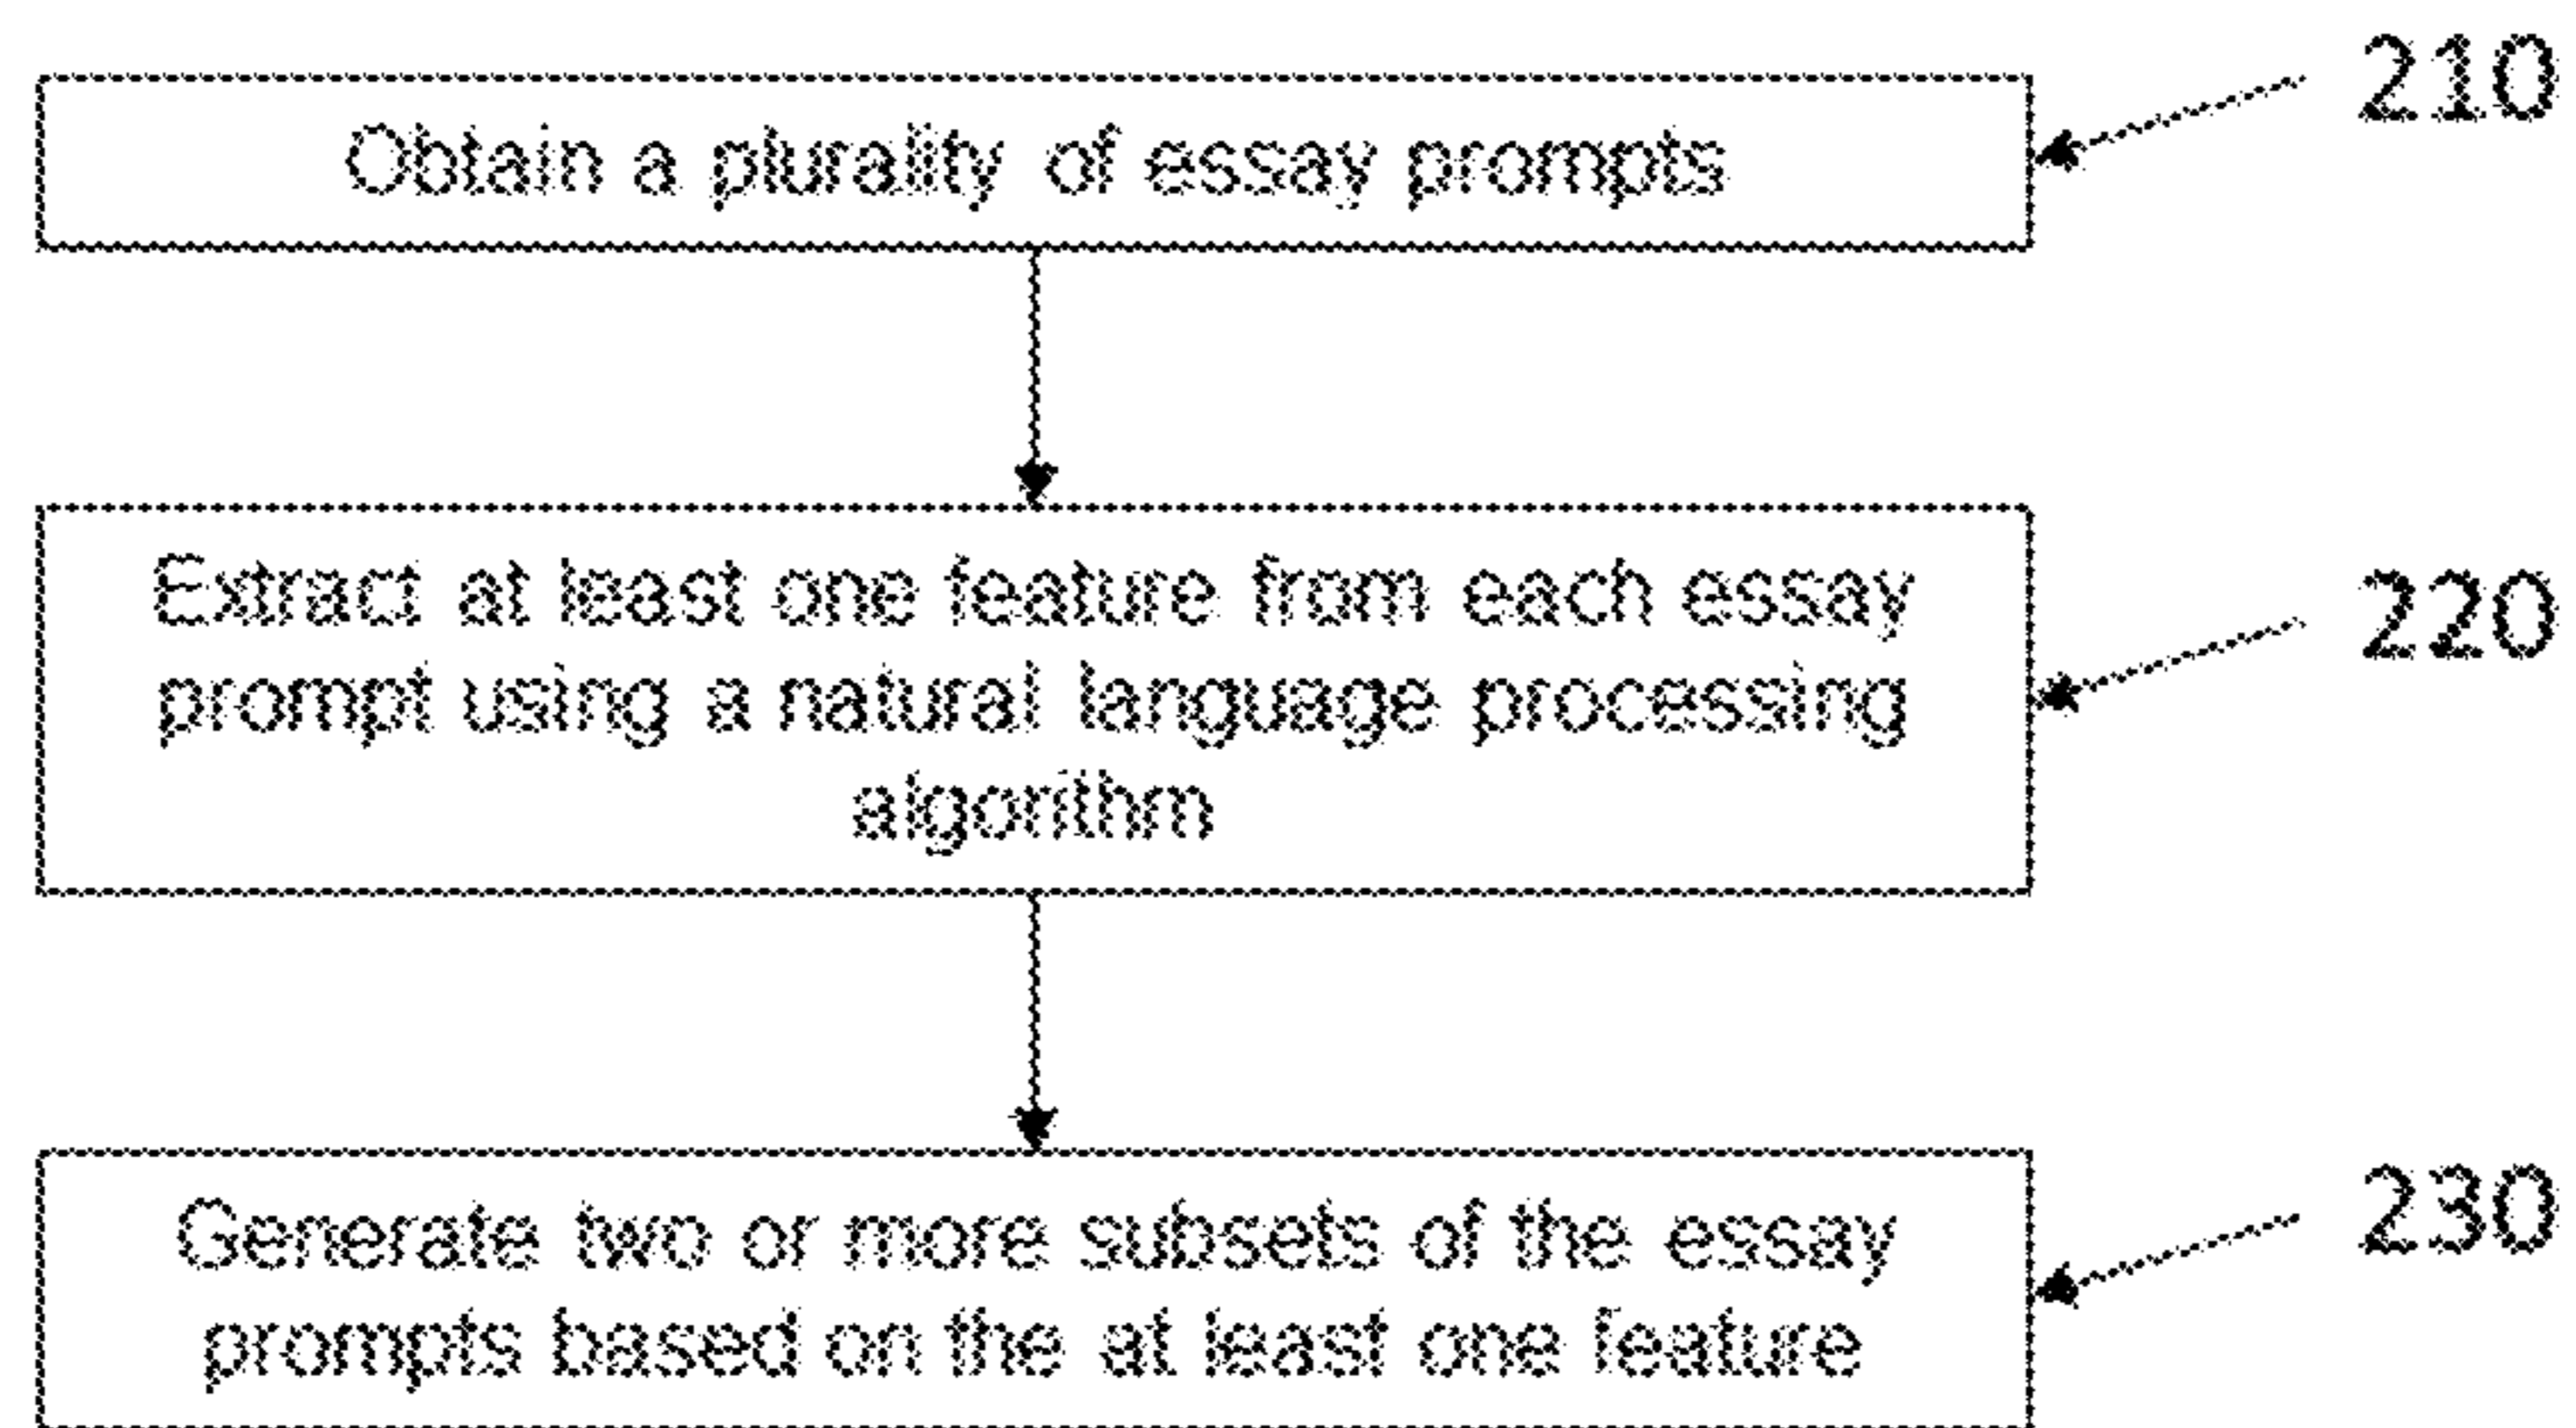 Obtain a plurality of essay prompts
210
Extract at least one feature from each essay
prompt using a natural language processing
algorithm
220
Generate two or more subsets of the essay
prompts based on the at least one feature
230